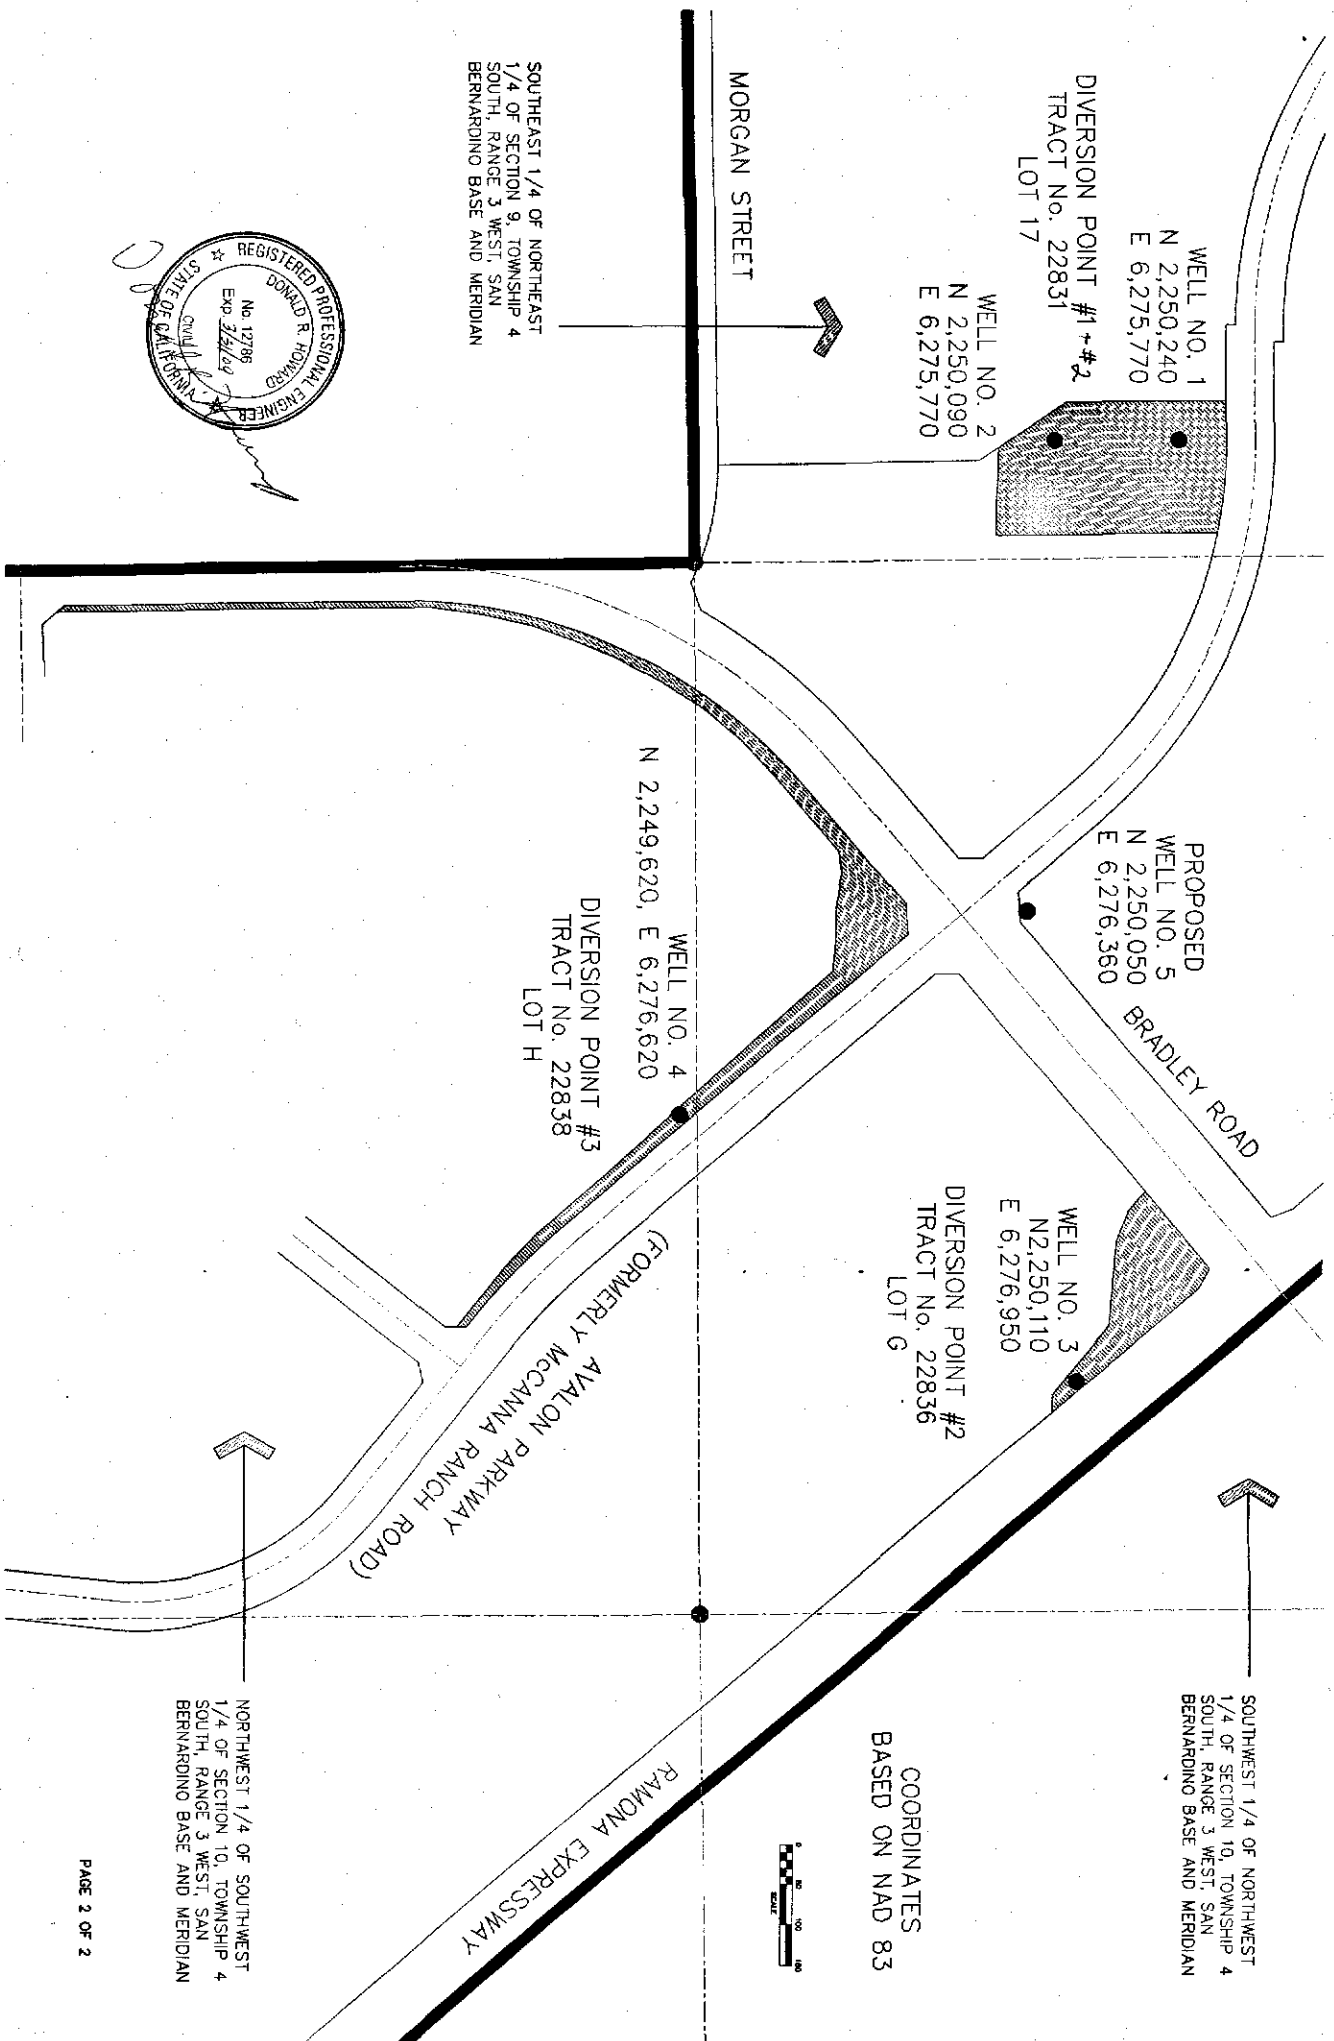 WELL NO. 1
N 2,250,240
E 6,275,770
DIVERSION POINT #1+#2
TRACT No. 22831
LOT 17
WELL NO. 2
N 2,250,090
E 6,275,770
MORGAN STREET
SOUTHEAST 1/4 OF NORTHEAST
1/4 OF SECTION 9, TOWNSHIP 4
SOUTH, RANGE 3 WEST, SAN
BERNARDINO BASE AND MERIDIAN
REGISTERED PROFESSIONAL ENGINEER
DONALD R. HOWARD
No. 12786
Exp.
CIVIL
STATE OF CALIFORNIA
PROPOSED
WELL NO. 5
N 2,250,050
E 6,276,360
BRADLEY ROAD
WELL NO. 4
N 2,249,620, E 6,276,620
DIVERSION POINT #3
TRACT No. 22838
LOT H
WELL NO. 3
N2,250,110
E 6,276,950
DIVERSION POINT #2
TRACT No. 22836
LOT G
AVALON PARKWAY
(FORMERLY McCANNA RANCH ROAD)
RAMONA EXPRESSWAY
SOUTHWEST 1/4 OF NORTHWEST
1/4 OF SECTION 10, TOWNSHIP 4
SOUTH, RANGE 3 WEST, SAN
BERNARDINO BASE AND MERIDIAN
COORDINATES
BASED ON NAD 83
SCALE
NORTHWEST 1/4 OF SOUTHWEST
1/4 OF SECTION 10, TOWNSHIP 4
SOUTH, RANGE 3 WEST, SAN
BERNARDINO BASE AND MERIDIAN
PAGE 2 OF 2